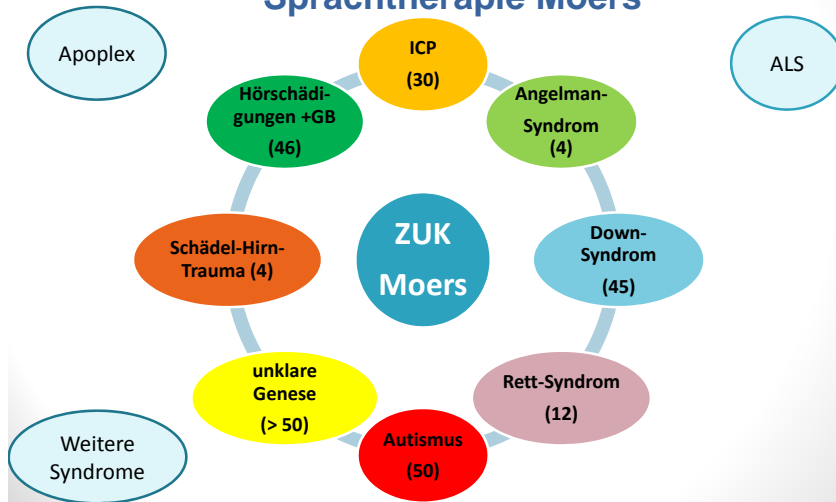 Sprachtherapie Moers
Apoplex
ICP
(30)
ALS
Hörschädi-
gungen +GB
(46)
Angelman-
Syndrom
(4)
Schädel-Hirn-
Trauma (4)
ZUK
Moers
Down-
Syndrom
(45)
unklare
Genese
(> 50)
Rett-Syndrom
(12)
Autismus
(50)
Weitere
Syndrome